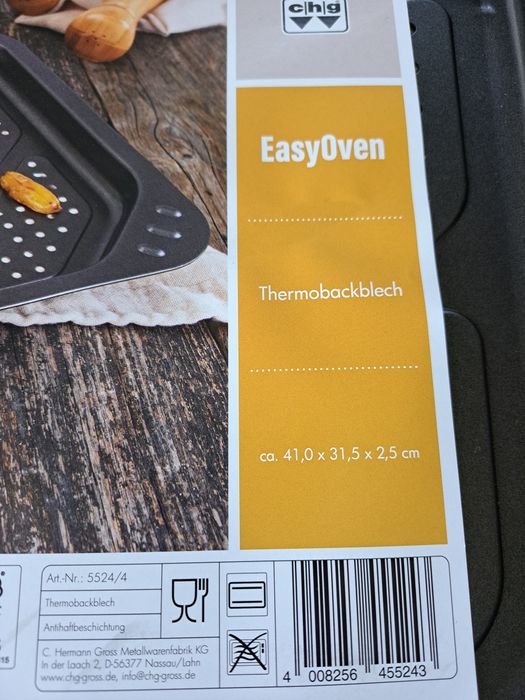 c|h|g
EasyOven
Thermobackblech
ca. 41,0 x 31,5 x 2,5 cm
Art.-Nr.: 5524/4
Thermobackblech
Antihaftbeschichtung
C. Hermann Gross Metallwarenfabrik KG
In der Laach 2, D-56377 Nassau/Lahn
www.chg-gross.de, info@chg-gross.de
4 008256 455243